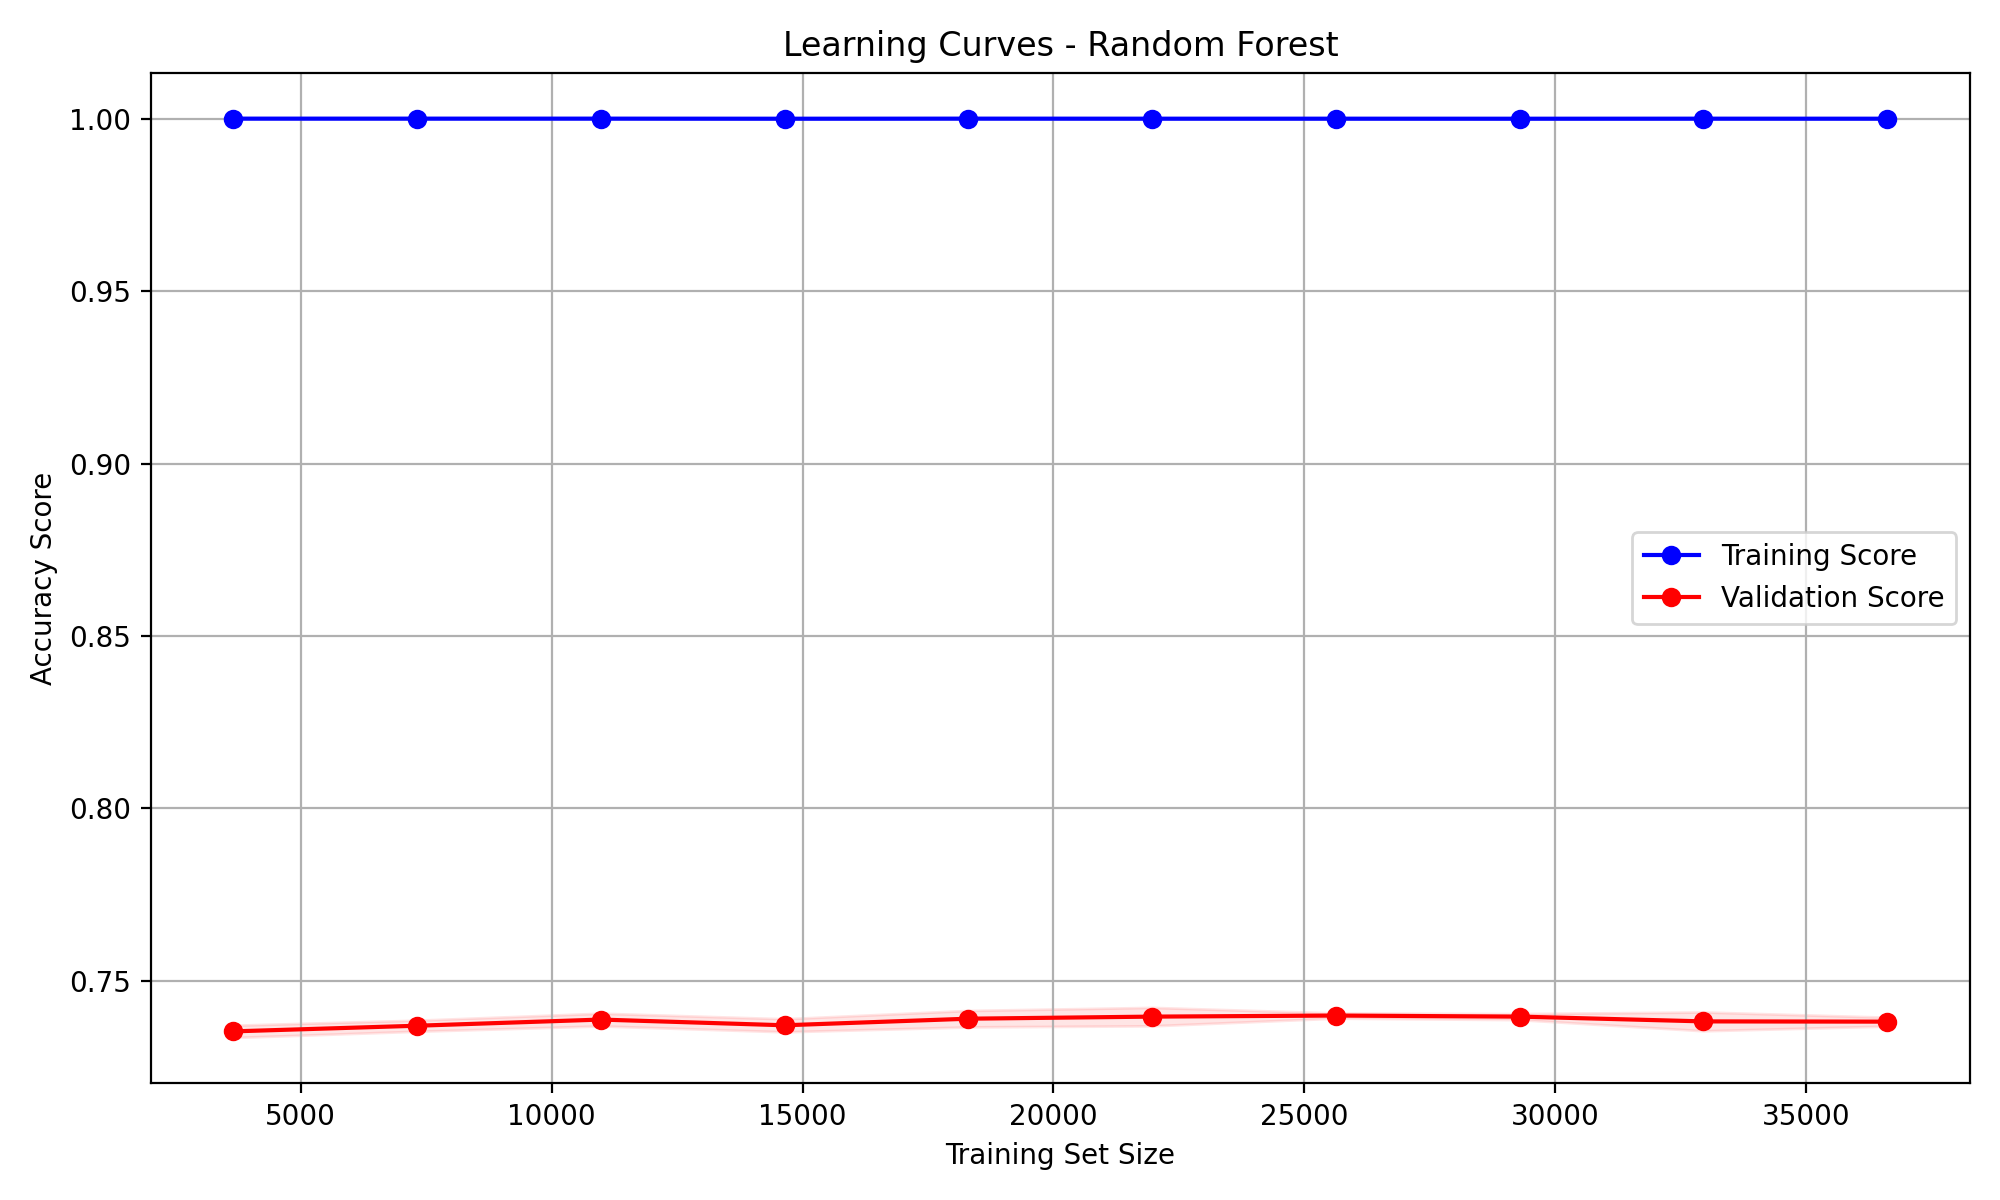 Learning Curves - Random Forest
1.00
0.95
0.90
0.85
0.80
0.75
Accuracy Score
Training Score
Validation Score
5000 10000 15000 20000 25000 30000 35000
Training Set Size